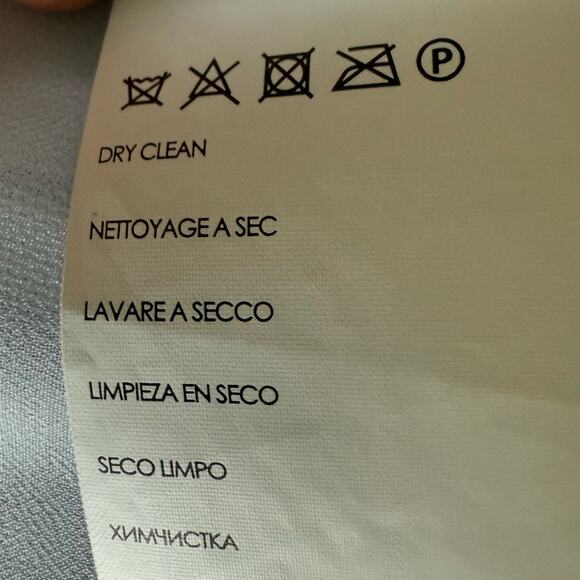 P
DRY CLEAN
NETTOYAGE A SEC
LAVARE A SECCO
LIMPIEZA EN SECO
SECO LIMPO
ХИМЧИСТКА